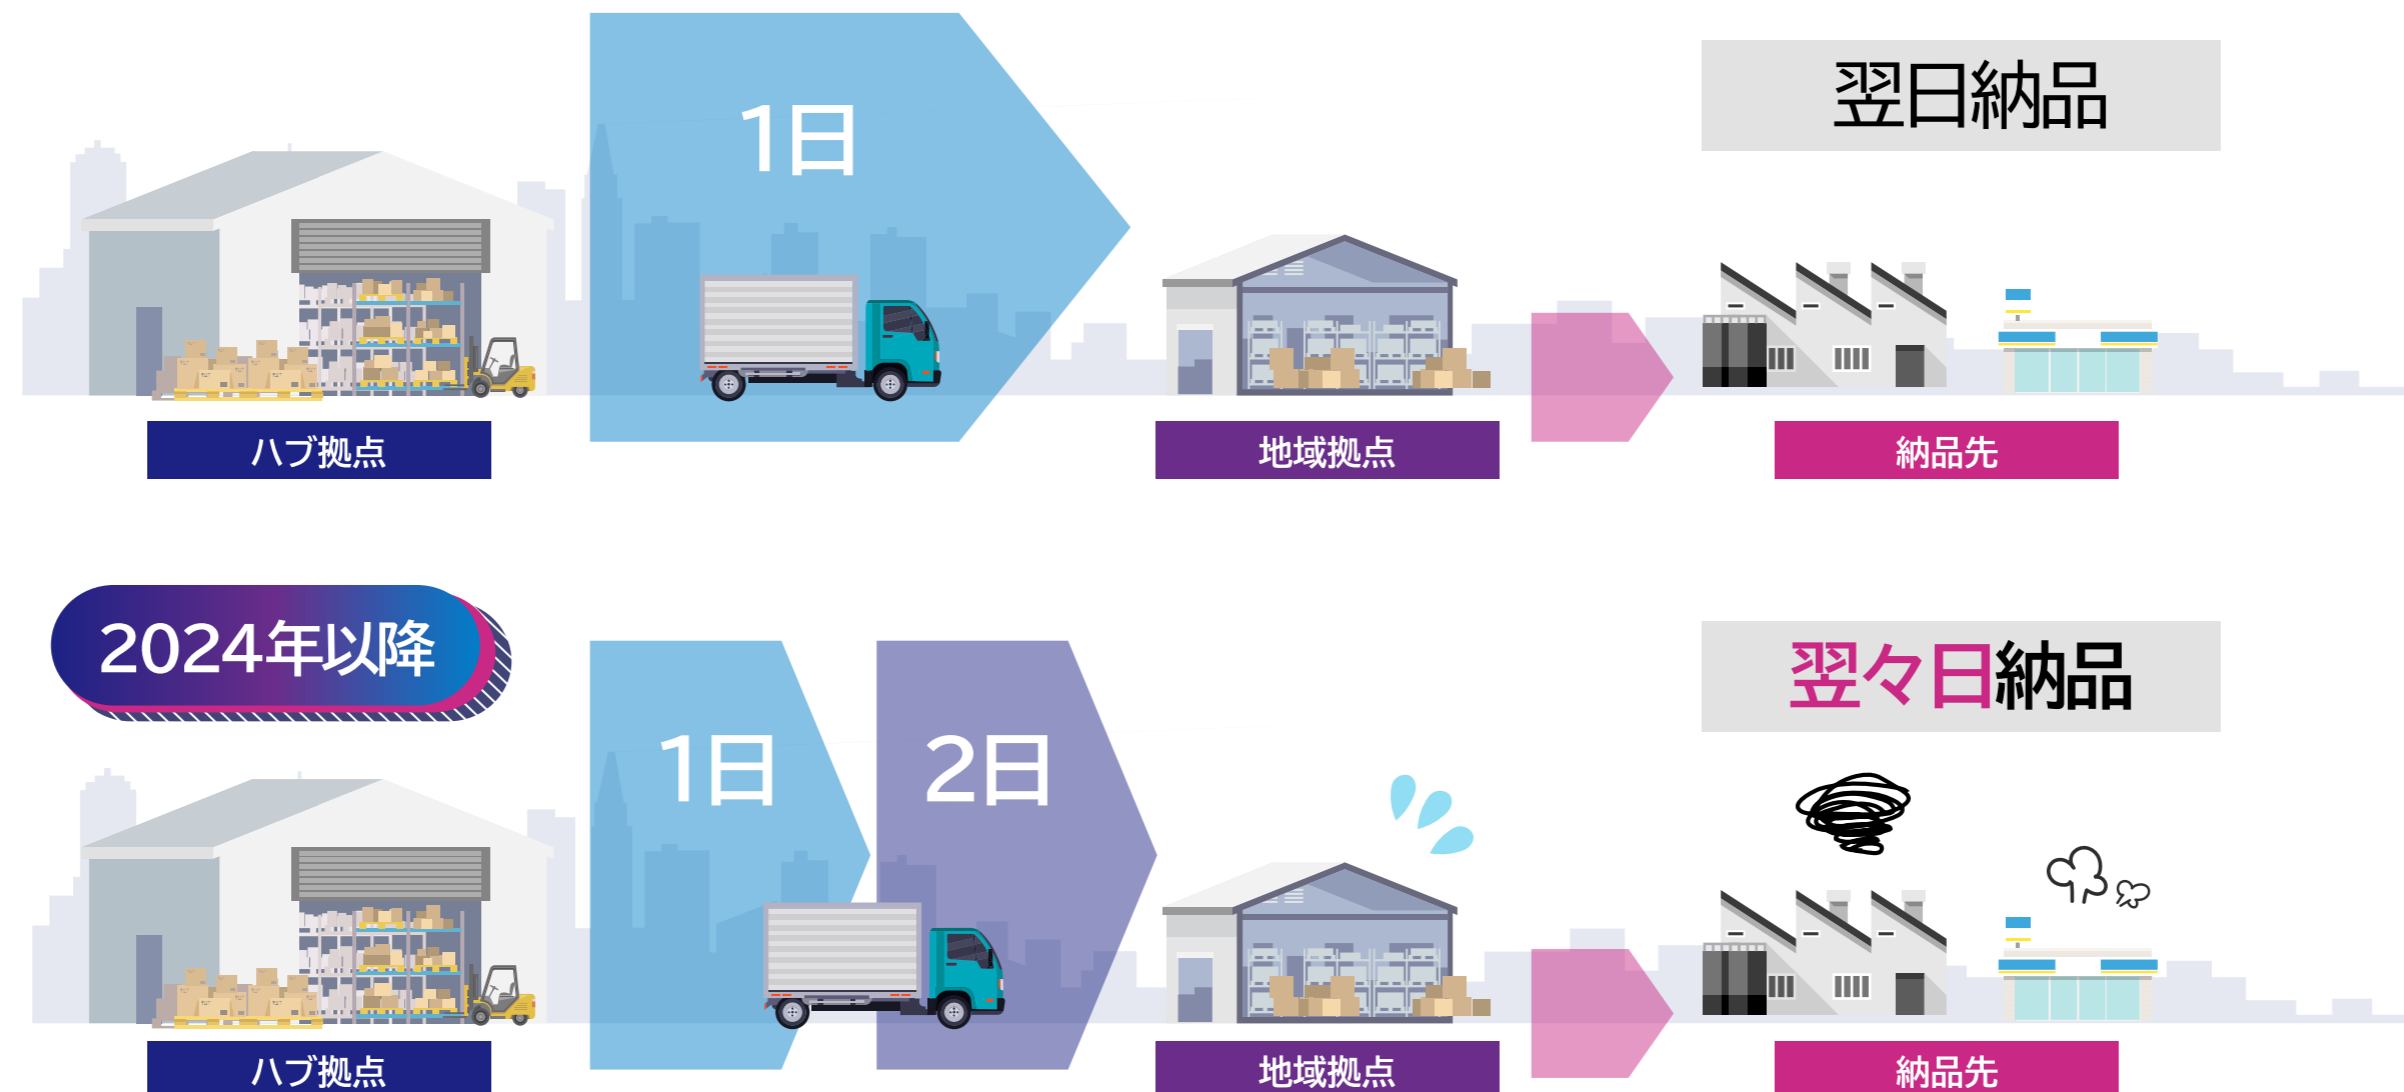 1日
翌日納品
ハブ拠点
地域拠点
納品先
2024年以降
1日
2日
翌々日納品
ハブ拠点
地域拠点
納品先